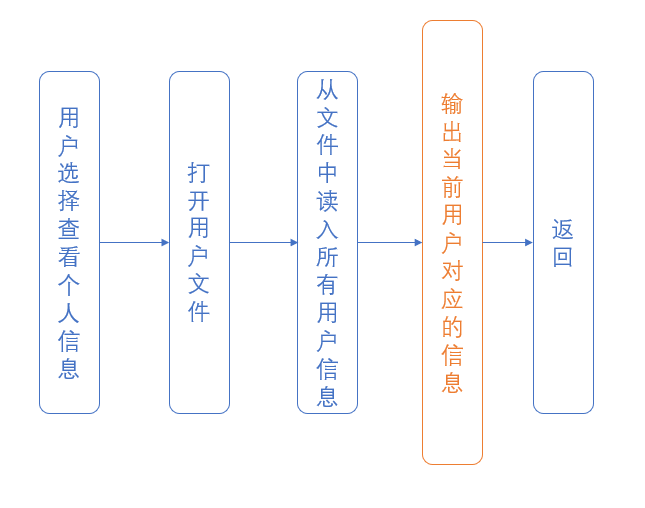 用户选择查看个人信息
打开用户文件
从文件中读入所有用户信息
输出当前用户对应的信息
返回